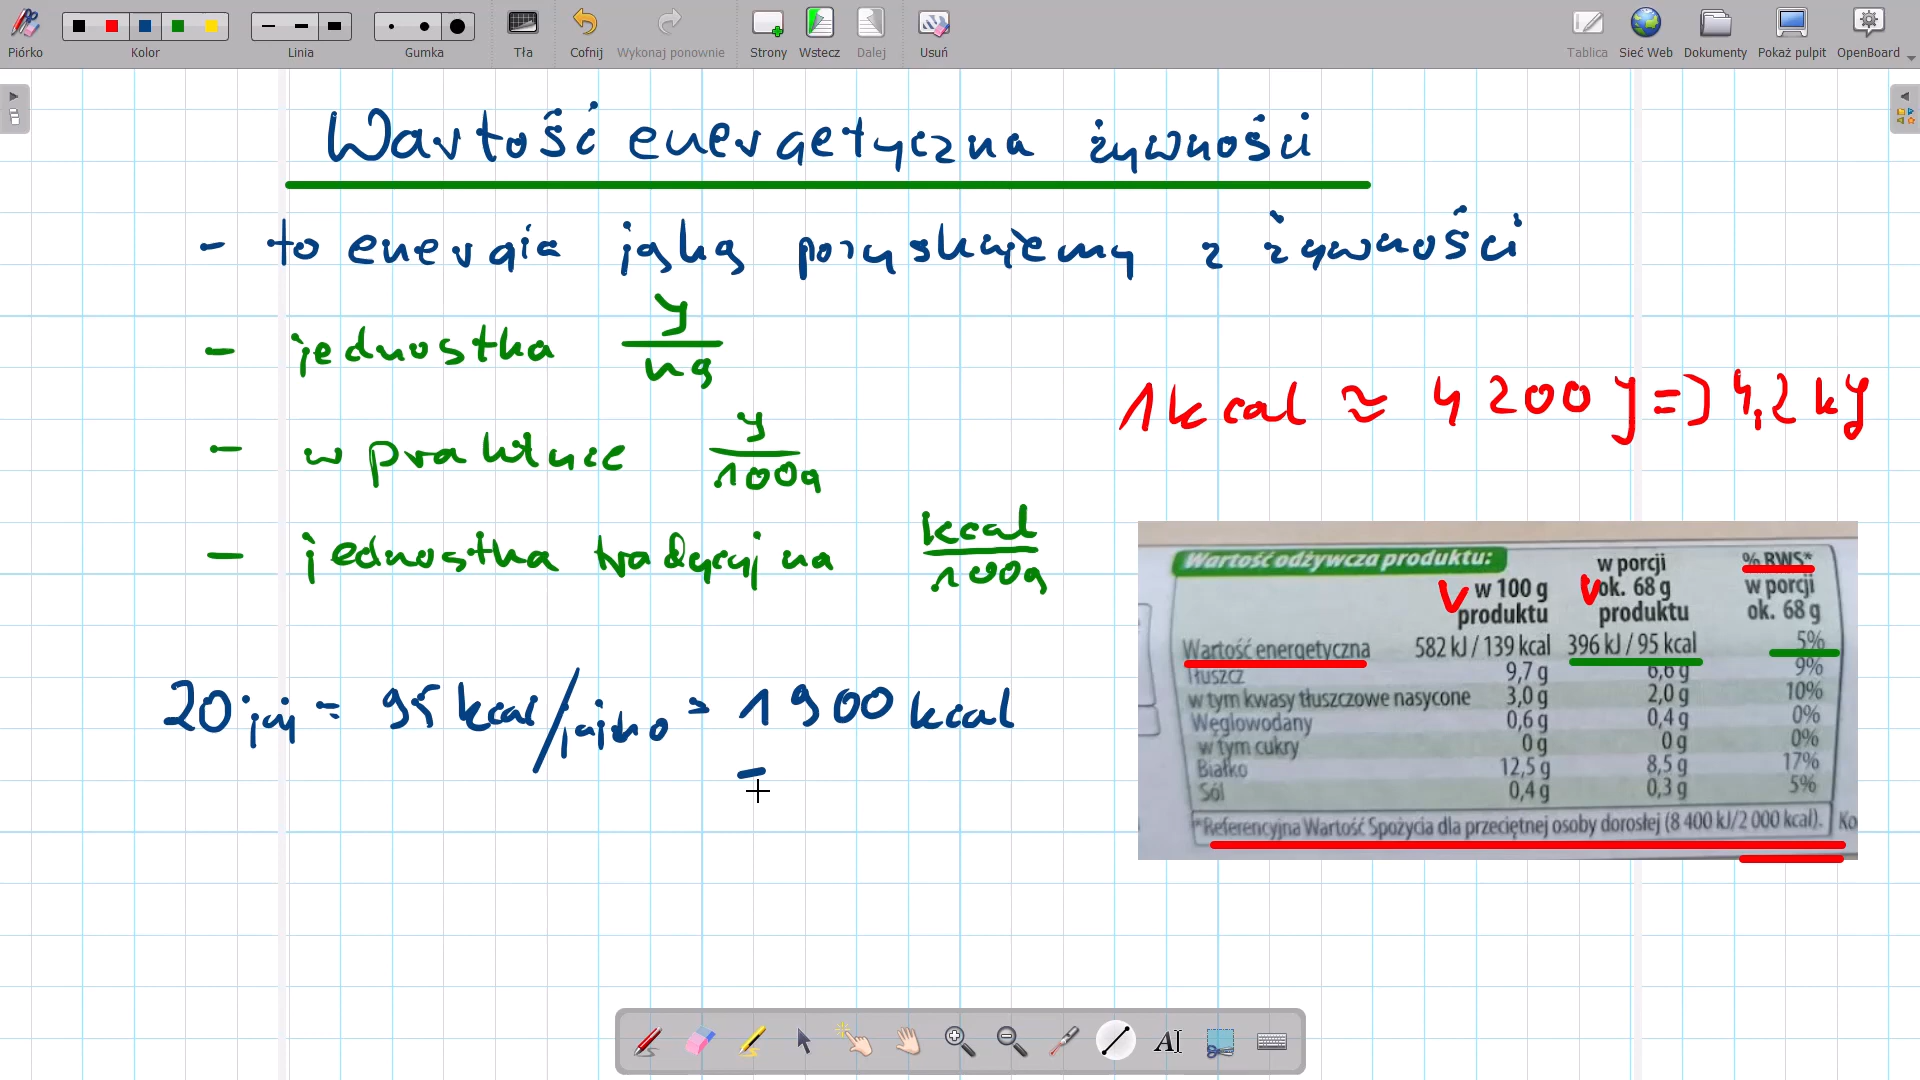 Piórko
Kolor
Linia
Gumka
Tła
Cofnij
Wykonaj ponownie
Strony
Wstecz
Dalej
Usuń
Tablica
Sieć Web
Dokumenty
Pokaż pulpit
OpenBoard
Wartość energetyczna żywności
- to energia jaką pozyskujemy z żywności
- jednostka J/kg
- w praktyce J/100g
- jednostka tradycyjna kcal/100g
1 kcal ≈ 4200 J => 4,2 kJ
20 jaj = 95 kcal/jajko = 1900 kcal
Wartość odżywcza produktu:
w 100 g produktu
w porcji ok. 68 g produktu
% RWS* w porcji ok. 68 g
Wartość energetyczna 582 kJ / 139 kcal 396 kJ / 95 kcal 5%
Tłuszcz 9,7 g 6,6 g 9%
w tym kwasy tłuszczowe nasycone 3,0 g 2,0 g 10%
Węglowodany 0,6 g 0,4 g 0%
w tym cukry 0 g 0 g 0%
Białko 12,5 g 8,5 g 17%
Sól 0,4 g 0,3 g 5%
*Referencyjna Wartość Spożycia dla przeciętnej osoby dorosłej (8 400 kJ/2 000 kcal). Ko